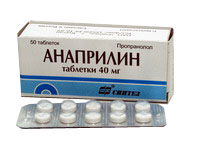 50 таблеток
Пропранолол
АНАПРИЛИН
таблетки 40 мг